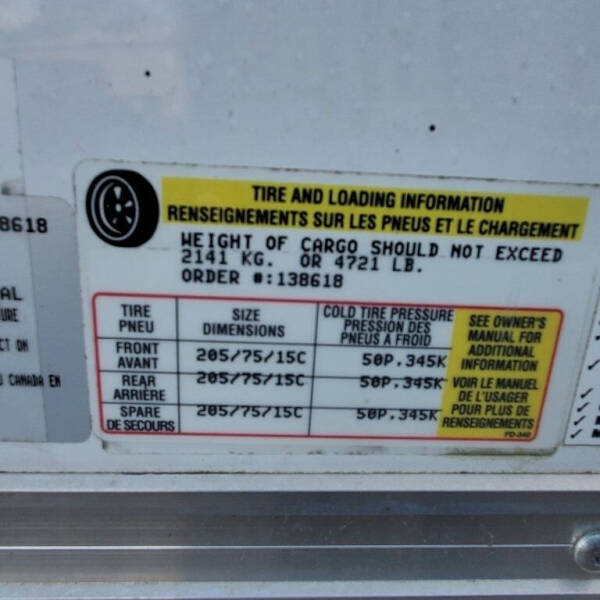 8618
AL
URE
CT ON
CANADA EN
TIRE AND LOADING INFORMATION
RENSEIGNEMENTS SUR LES PNEUS ET LE CHARGEMENT
WEIGHT OF CARGO SHOULD NOT EXCEED
2141 KG. OR 4721 LB.
ORDER #:138618
TIRE
PNEU
SIZE
DIMENSIONS
COLD TIRE PRESSURE
PRESSION DES
PNEUS A FROID
SEE OWNER'S
MANUAL FOR
ADDITIONAL
INFORMATION
VOIR LE MANUEL
DE L'USAGER
POUR PLUS DE
RENSEIGNEMENTS
FRONT
AVANT
205/75/15C
50P.345K
REAR
ARRIÈRE
205/75/15C
50P.345K
SPARE
DE SECOURS
205/75/15C
50P.345K
PD-340